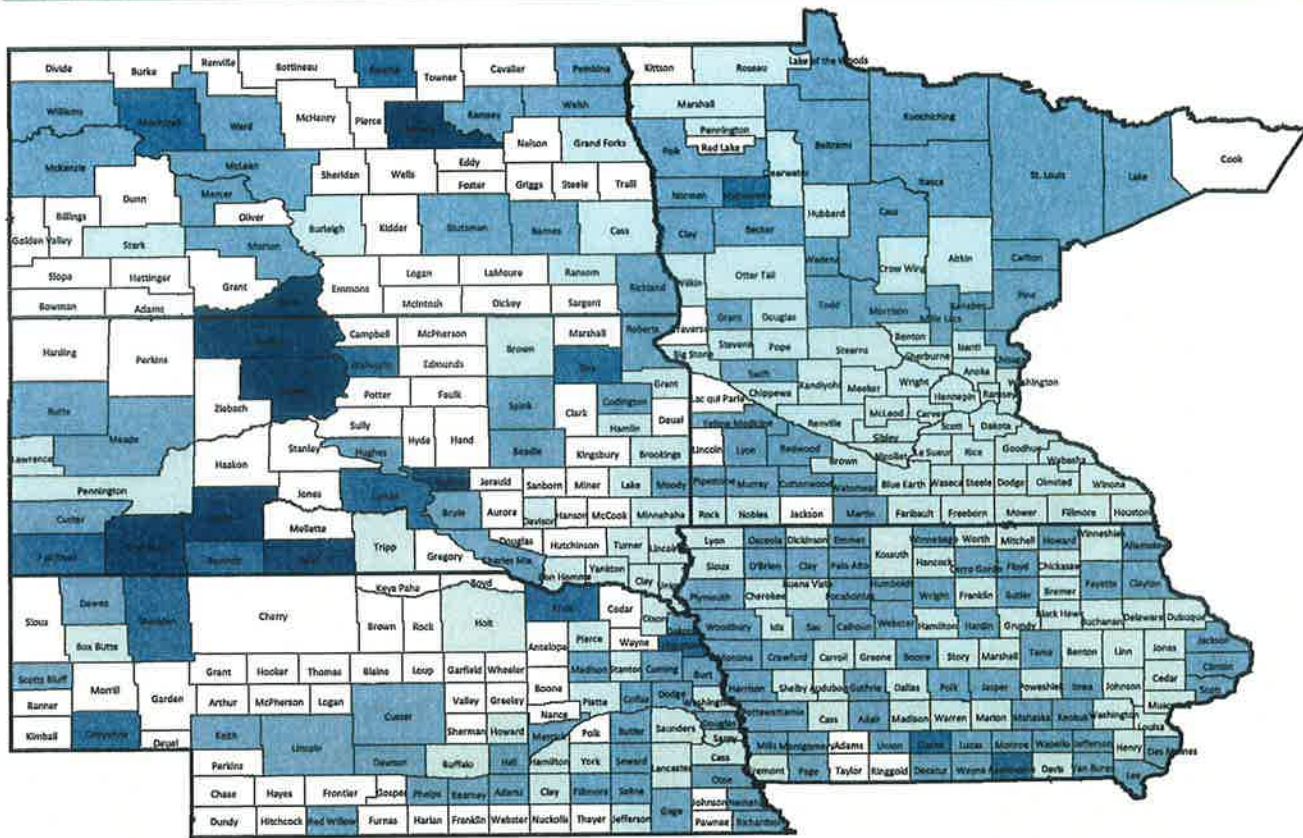 Divide
Burke
Renville
Bottineau
Towner
Cavalier
Pembina
Kittson
Roseau
Lake of the Woods
Williams
Mountrail
Ward
McHenry
Pierce
Ramsey
Walsh
Marshall
Koochiching
Cook
Pennington
Red Lake
Polk
Beltrami
St. Louis
Lake
McKenzie
McLean
Sheridan
Wells
Eddy
Foster
Nelson
Grand Forks
Griggs
Steele
Traill
Clearwater
Itasca
Norman
Mahnomen
Dunn
Mercer
Oliver
Billings
Golden Valley
Stark
Burleigh
Kidder
Stutsman
Barnes
Cass
Clay
Becker
Hubbard
Cass
Morton
Slope
Hettinger
Grant
Emmons
Logan
LaMoure
Ransom
Richland
Wilkin
Otter Tail
Wadena
Crow Wing
Aitkin
Carlton
Bowman
Adams
McIntosh
Dickey
Sargent
Grant
Douglas
Todd
Morrison
Mille Lacs
Kanabec
Pine
Harding
Perkins
Campbell
McPherson
Brown
Marshall
Roberts
Traverse
Stevens
Pope
Stearns
Benton
Sherburne
Isanti
Chisago
Walworth
Edmunds
Day
Big Stone
Swift
Kandiyohi
Meeker
Wright
Anoka
Washington
Hennepin
Ramsey
Butte
Meade
Ziebach
Potter
Faulk
Spink
Clark
Codington
Grant
Deuel
Hamlin
Lac qui Parle
Chippewa
Renville
McLeod
Carver
Scott
Dakota
Sibley
Yellow Medicine
Sully
Hyde
Hand
Lawrence
Haakon
Stanley
Hughes
Beadle
Kingsbury
Brookings
Lincoln
Lyon
Redwood
Brown
Nicollet
Le Sueur
Rice
Goodhue
Wabasha
Pennington
Jones
Lyman
Jerauld
Sanborn
Miner
Lake
Moody
Pipestone
Murray
Cottonwood
Watonwan
Blue Earth
Waseca
Steele
Dodge
Olmsted
Winona
Custer
Mellette
Brule
Aurora
Davison
Hanson
McCook
Minnehaha
Rock
Nobles
Jackson
Martin
Faribault
Freeborn
Mower
Fillmore
Houston
Fall River
Bennett
Tripp
Gregory
Douglas
Charles Mix
Hutchinson
Turner
Lincoln
Bon Homme
Yankton
Clay
Union
Lyon
Osceola
Dickinson
Emmet
Kossuth
Winnebago
Worth
Mitchell
Howard
Winneshiek
Allamakee
Sioux
O'Brien
Clay
Palo Alto
Hancock
Cerro Gordo
Floyd
Chickasaw
Fayette
Clayton
Sioux
Dawes
Sheridan
Cherry
Keya Paha
Boyd
Brown
Rock
Holt
Knox
Cedar
Dixon
Dakota
Plymouth
Cherokee
Buena Vista
Pocahontas
Humboldt
Wright
Franklin
Butler
Bremer
Box Butte
Antelope
Pierce
Wayne
Woodbury
Ida
Sac
Calhoun
Webster
Hamilton
Hardin
Grundy
Black Hawk
Buchanan
Delaware
Dubuque
Scotts Bluff
Morrill
Garden
Grant
Hooker
Thomas
Blaine
Loup
Garfield
Wheeler
Madison
Stanton
Cuming
Burt
Monona
Crawford
Carroll
Greene
Boone
Story
Marshall
Tama
Benton
Linn
Jones
Jackson
Clinton
Banner
Kimball
Cheyenne
Deuel
Arthur
McPherson
Logan
Valley
Greeley
Boone
Nance
Platte
Colfax
Dodge
Washington
Harrison
Shelby
Audubon
Guthrie
Dallas
Polk
Jasper
Poweshiek
Iowa
Johnson
Cedar
Scott
Keith
Lincoln
Custer
Sherman
Howard
Merrick
Polk
Butler
Saunders
Douglas
Sarpy
Pottawattamie
Cass
Adair
Madison
Warren
Marion
Mahaska
Keokuk
Washington
Louisa
Perkins
Dawson
Buffalo
Hall
Hamilton
York
Seward
Lancaster
Cass
Otoe
Mills
Montgomery
Adams
Union
Clarke
Lucas
Monroe
Wapello
Jefferson
Henry
Des Moines
Chase
Hayes
Frontier
Gosper
Phelps
Kearney
Adams
Clay
Fillmore
Saline
Gage
Johnson
Nemaha
Fremont
Page
Taylor
Ringgold
Decatur
Wayne
Appanoose
Davis
Van Buren
Lee
Dundy
Hitchcock
Red Willow
Furnas
Harlan
Franklin
Webster
Nuckolls
Thayer
Jefferson
Pawnee
Richardson